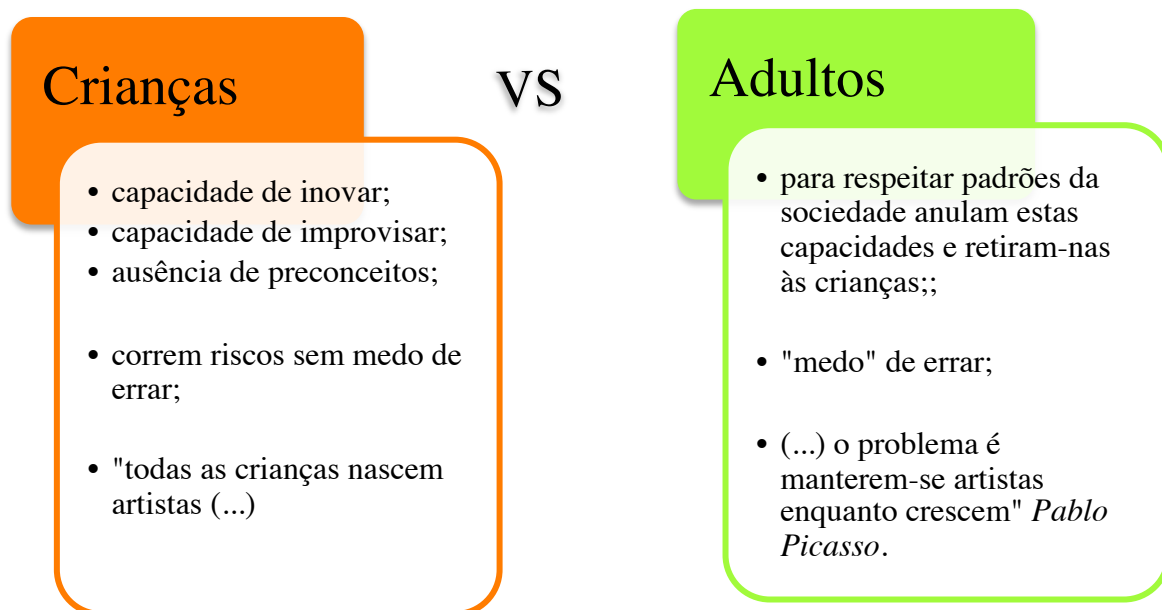 Crianças
• capacidade de inovar;
• capacidade de improvisar;
• ausência de preconceitos;
• correm riscos sem medo de
errar;
• "todas as crianças nascem
artistas (...)
vs
Adultos
• para respeitar padrões da
sociedade anulam estas
capacidades e retiram-nas
às crianças;;
• "medo" de errar;
• (...) o problema é
manterem-se artistas
enquanto crescem" Pablo
Picasso.